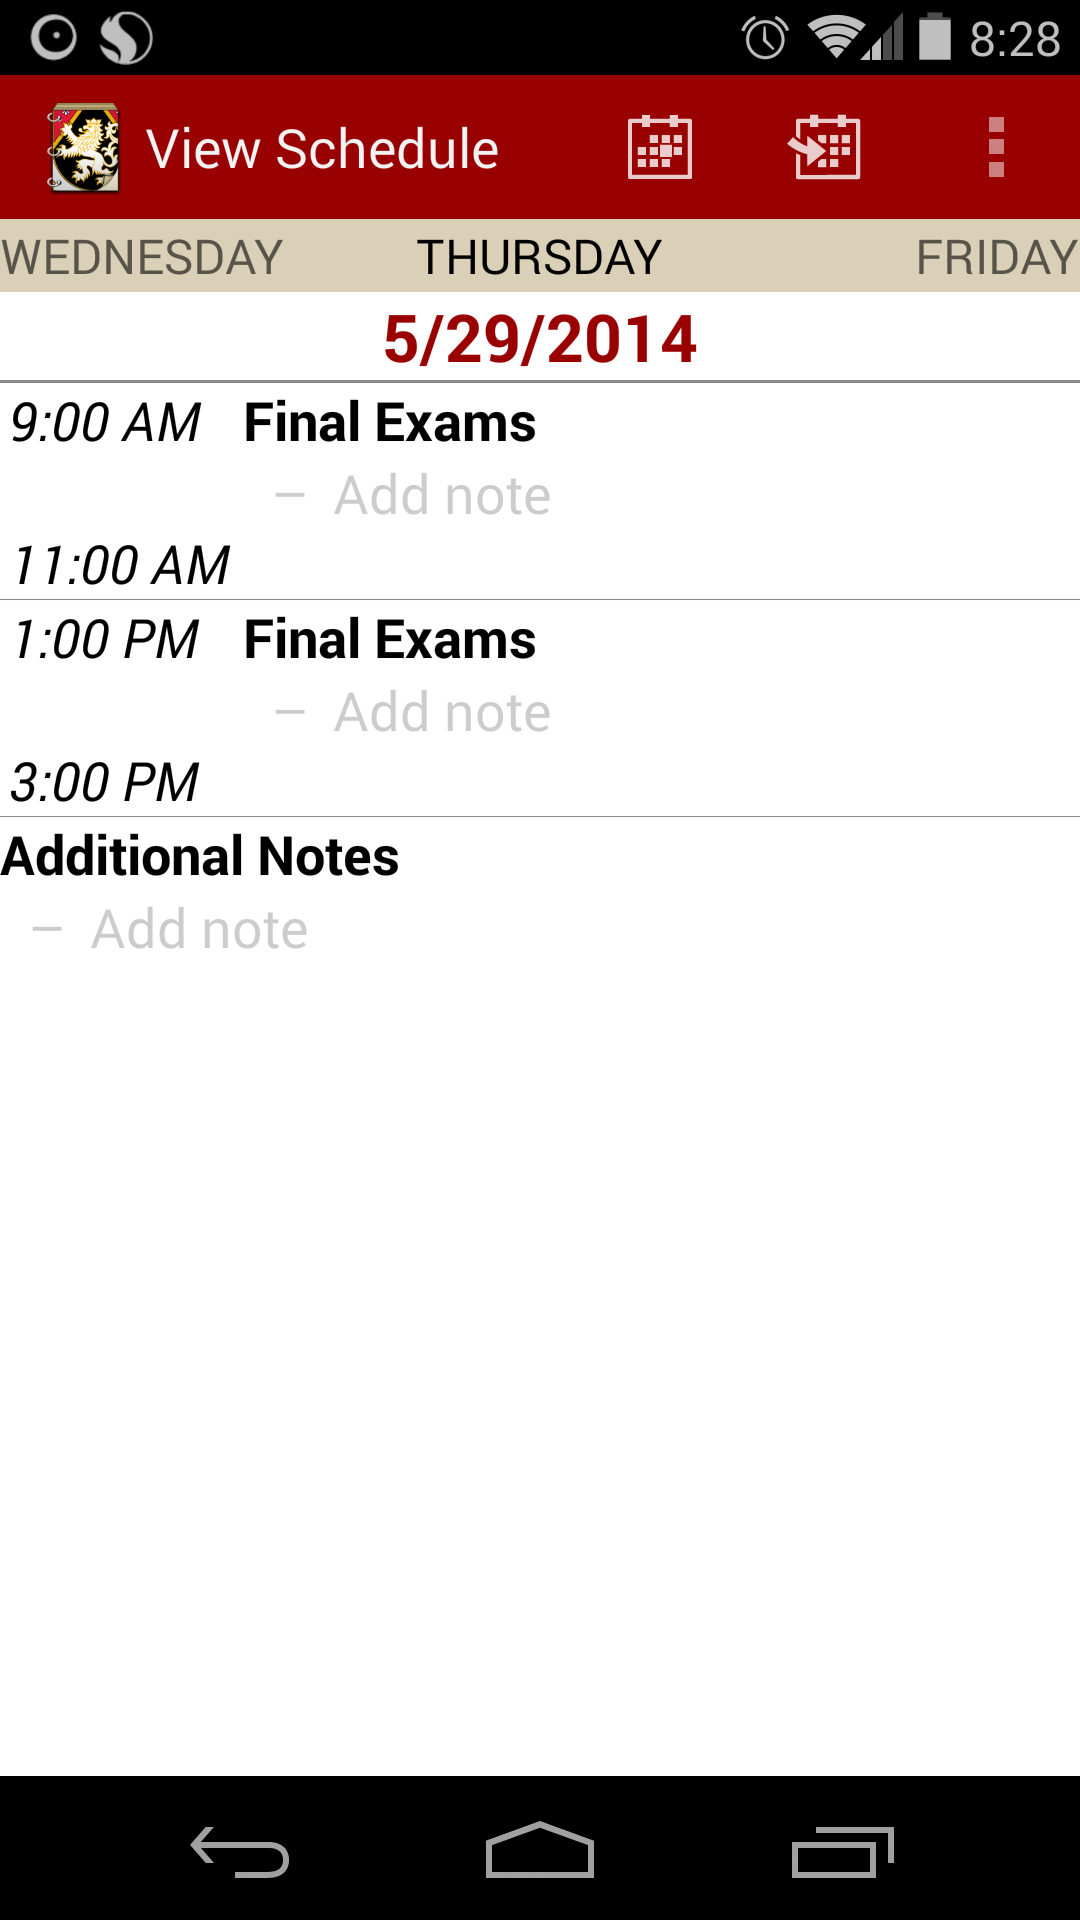 8:28
View Schedule
WEDNESDAY THURSDAY FRIDAY
5/29/2014
9:00 AM Final Exams
– Add note
11:00 AM
1:00 PM Final Exams
– Add note
3:00 PM
Additional Notes
– Add note